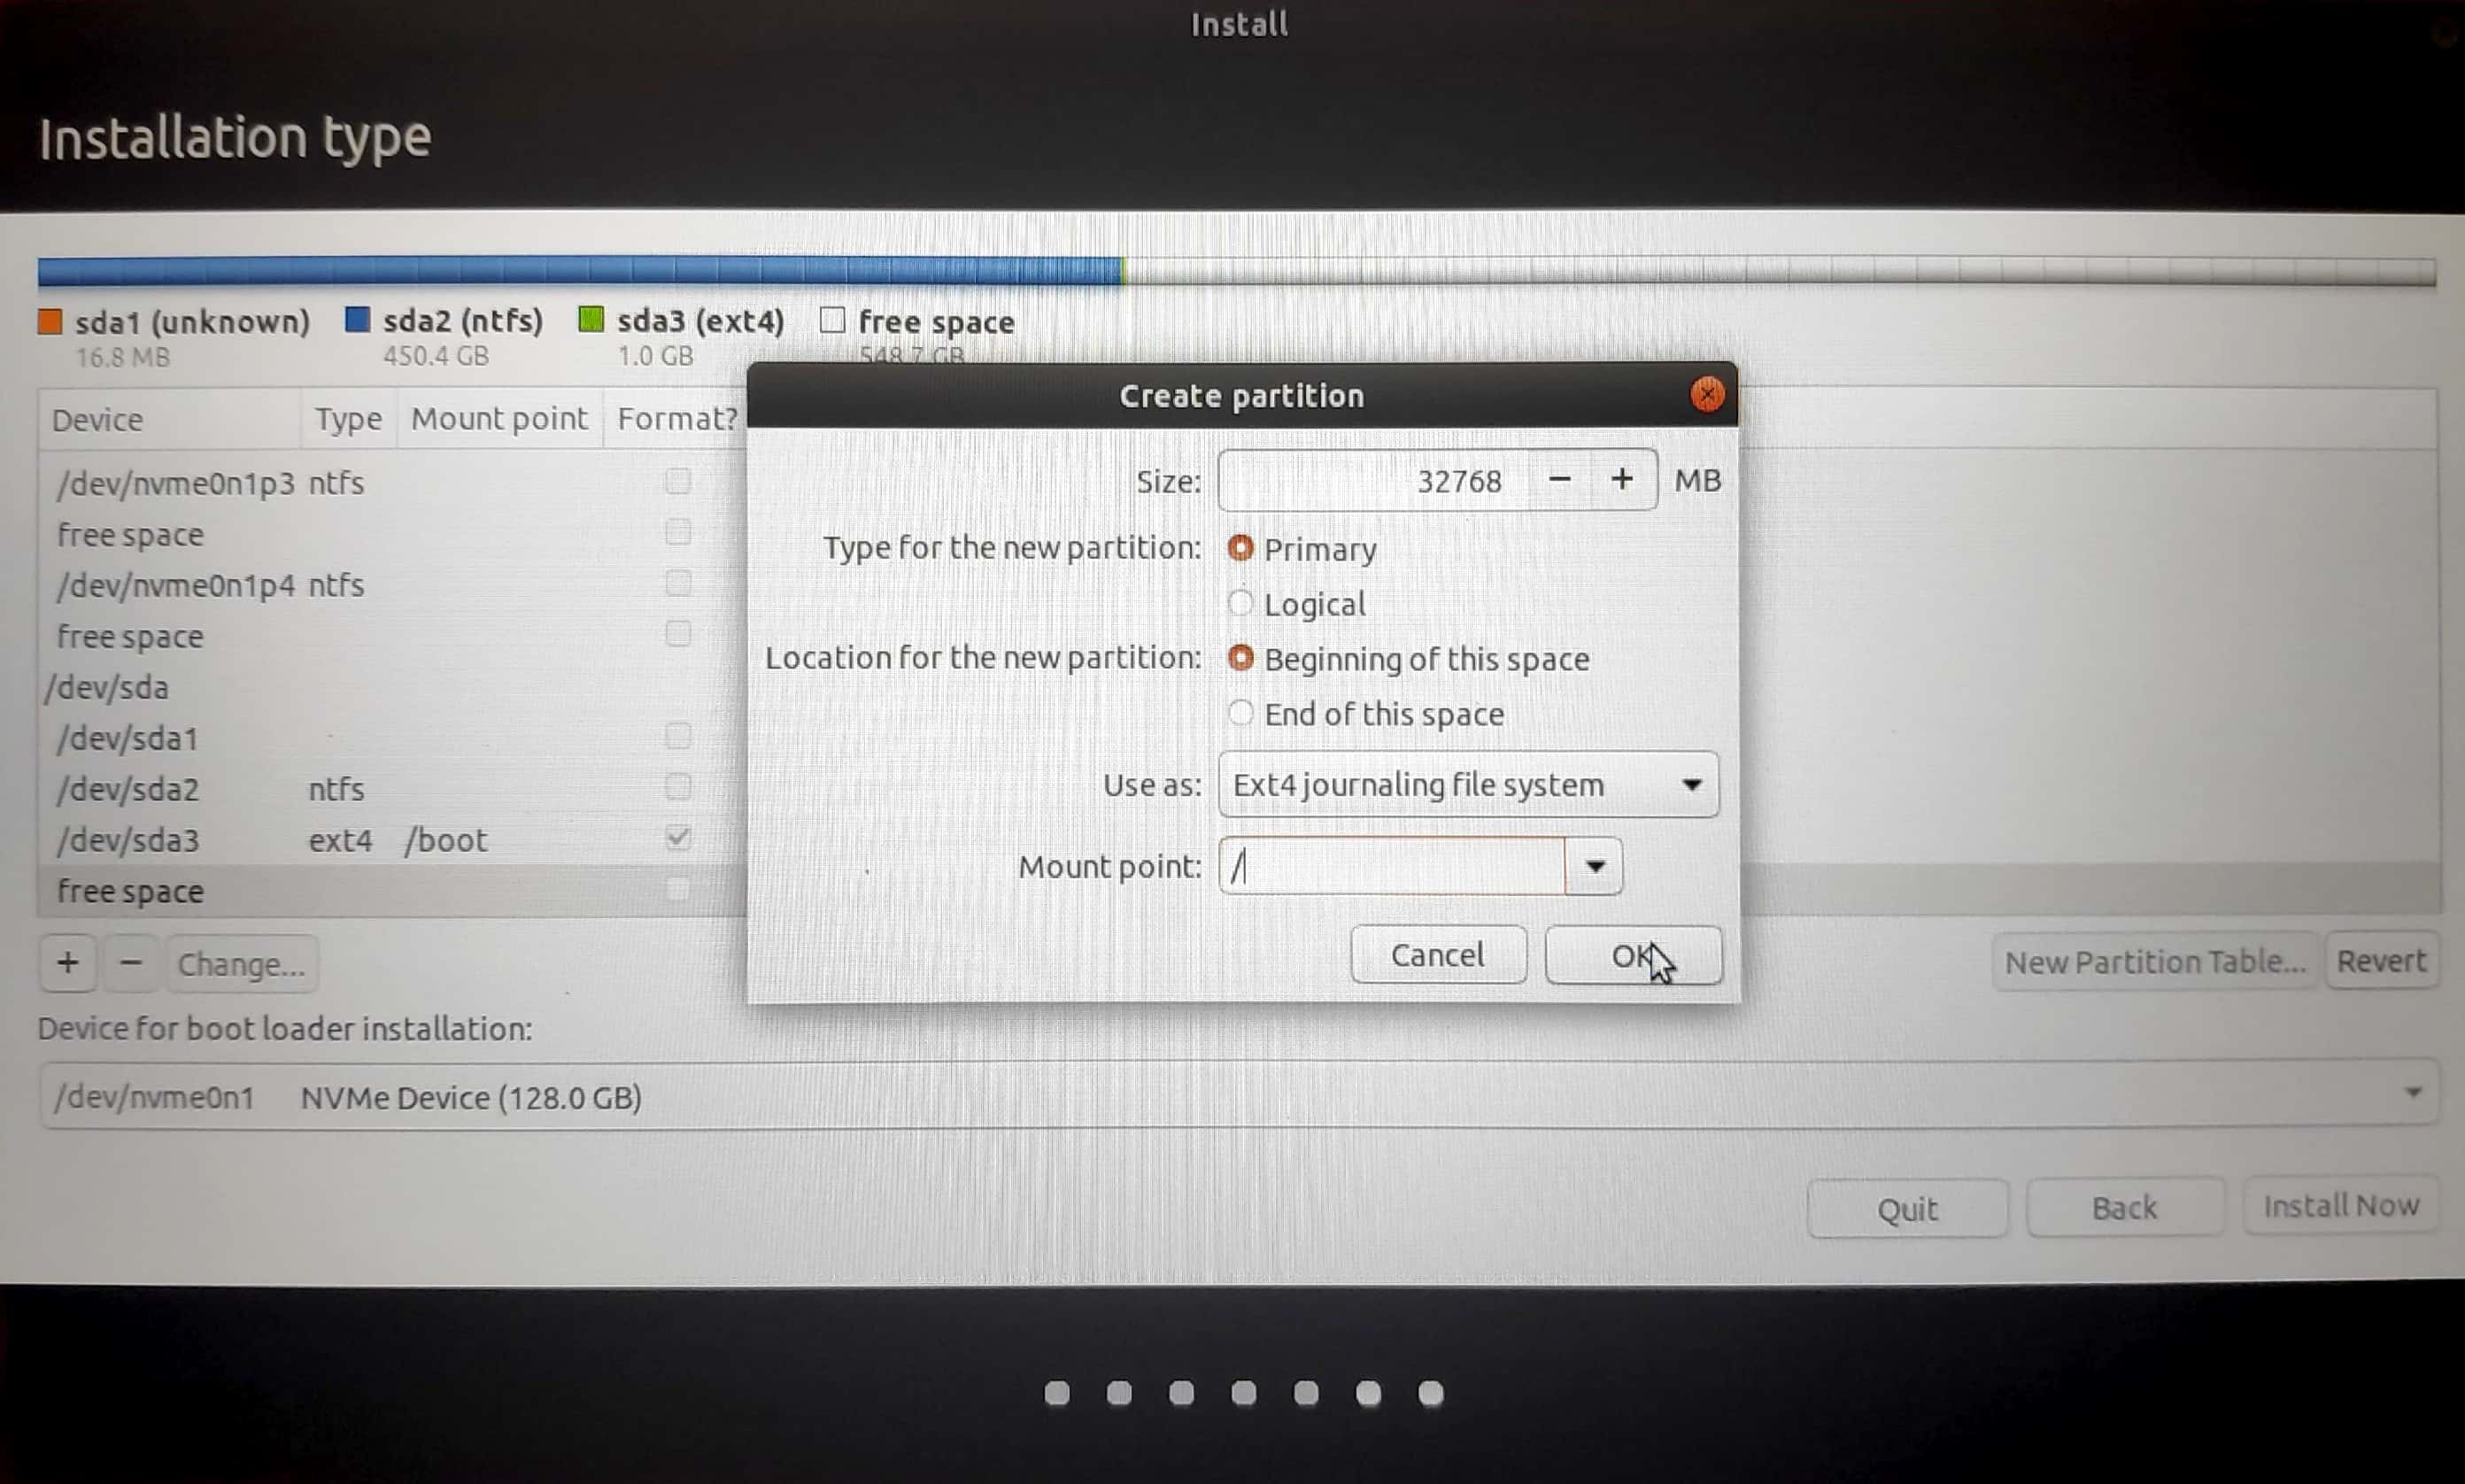 Install
Installation type
sda1 (unknown) sda2 (ntfs) sda3 (ext4) free space
16.8 MB 450.4 GB 1.0 GB 548.7 GB
Create partition
Device Type Mount point Format?
/dev/nvme0n1p3 ntfs
free space
/dev/nvme0n1p4 ntfs
free space
/dev/sda
/dev/sda1
/dev/sda2 ntfs
/dev/sda3 ext4 /boot
free space
Size: 32768 − + MB
Type for the new partition: Primary
Logical
Location for the new partition: Beginning of this space
End of this space
Use as: Ext4 journaling file system
Mount point: /
Cancel OK
+ − Change... New Partition Table... Revert
Device for boot loader installation:
/dev/nvme0n1 NVMe Device (128.0 GB)
Quit Back Install Now